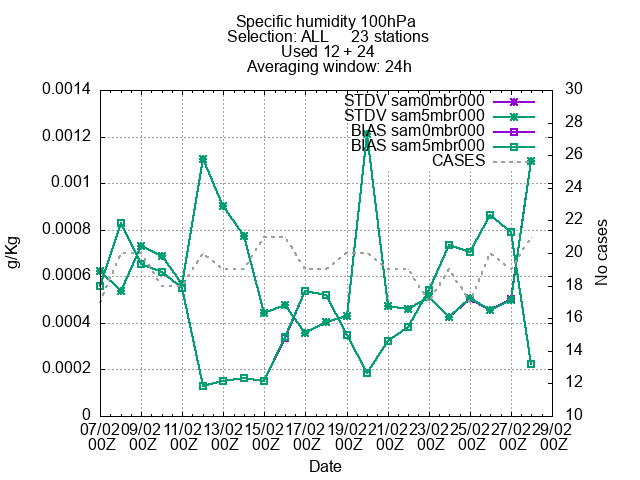 Specific humidity 100hPa
Selection: ALL 23 stations
Used 12 + 24
Averaging window: 24h
STDV sam0mbr000
STDV sam5mbr000
BIAS sam0mbr000
BIAS sam5mbr000
CASES
0.0014
0.0012
0.001
0.0008
0.0006
0.0004
0.0002
0
g/Kg
30
28
26
24
22
20
18
16
14
12
10
No cases
07/02 09/02 11/02 13/02 15/02 17/02 19/02 21/02 23/02 25/02 27/02 29/02
00Z 00Z 00Z 00Z 00Z 00Z 00Z 00Z 00Z 00Z 00Z 00Z
Date